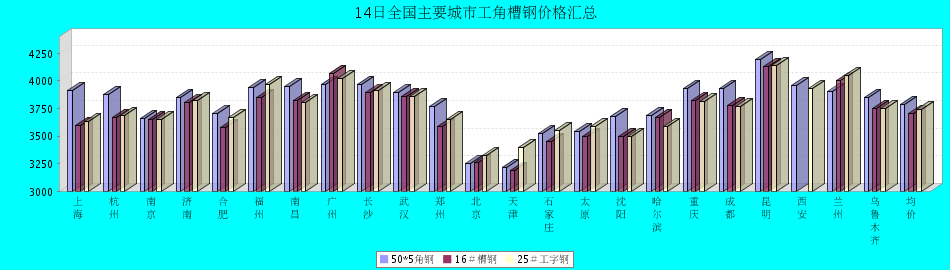 14日全国主要城市工角槽钢价格汇总
4250
4000
3750
3500
3250
3000
上海 杭州 南京 济南 合肥 福州 南昌 广州 长沙 武汉 郑州 北京 天津 石家庄 太原 沈阳 哈尔滨 重庆 成都 昆明 西安 兰州 乌鲁木齐 均价
50*5角钢 16#槽钢 25#工字钢